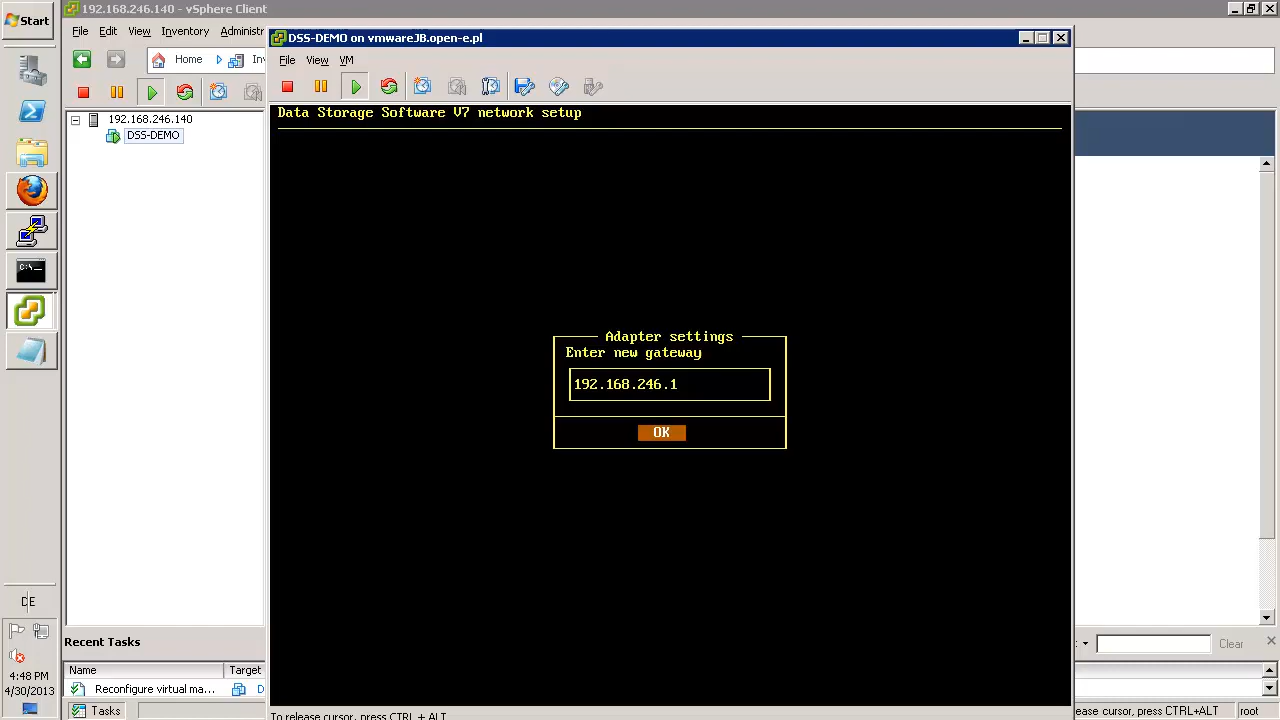 Start
192.168.246.140 - vSphere Client
File Edit View Inventory Administr
Home
192.168.246.140
DSS-DEMO
DSS-DEMO on vmwareJB.open-e.pl
File View VM
Data Storage Software V7 network setup
Adapter settings
Enter new gateway
192.168.246.1
OK
DE
4:48 PM
4/30/2013
Recent Tasks
Name Target
Reconfigure virtual ma... D
Tasks
Clear
To release cursor, press CTRL + ALT
ease cursor, press CTRL+ALT root